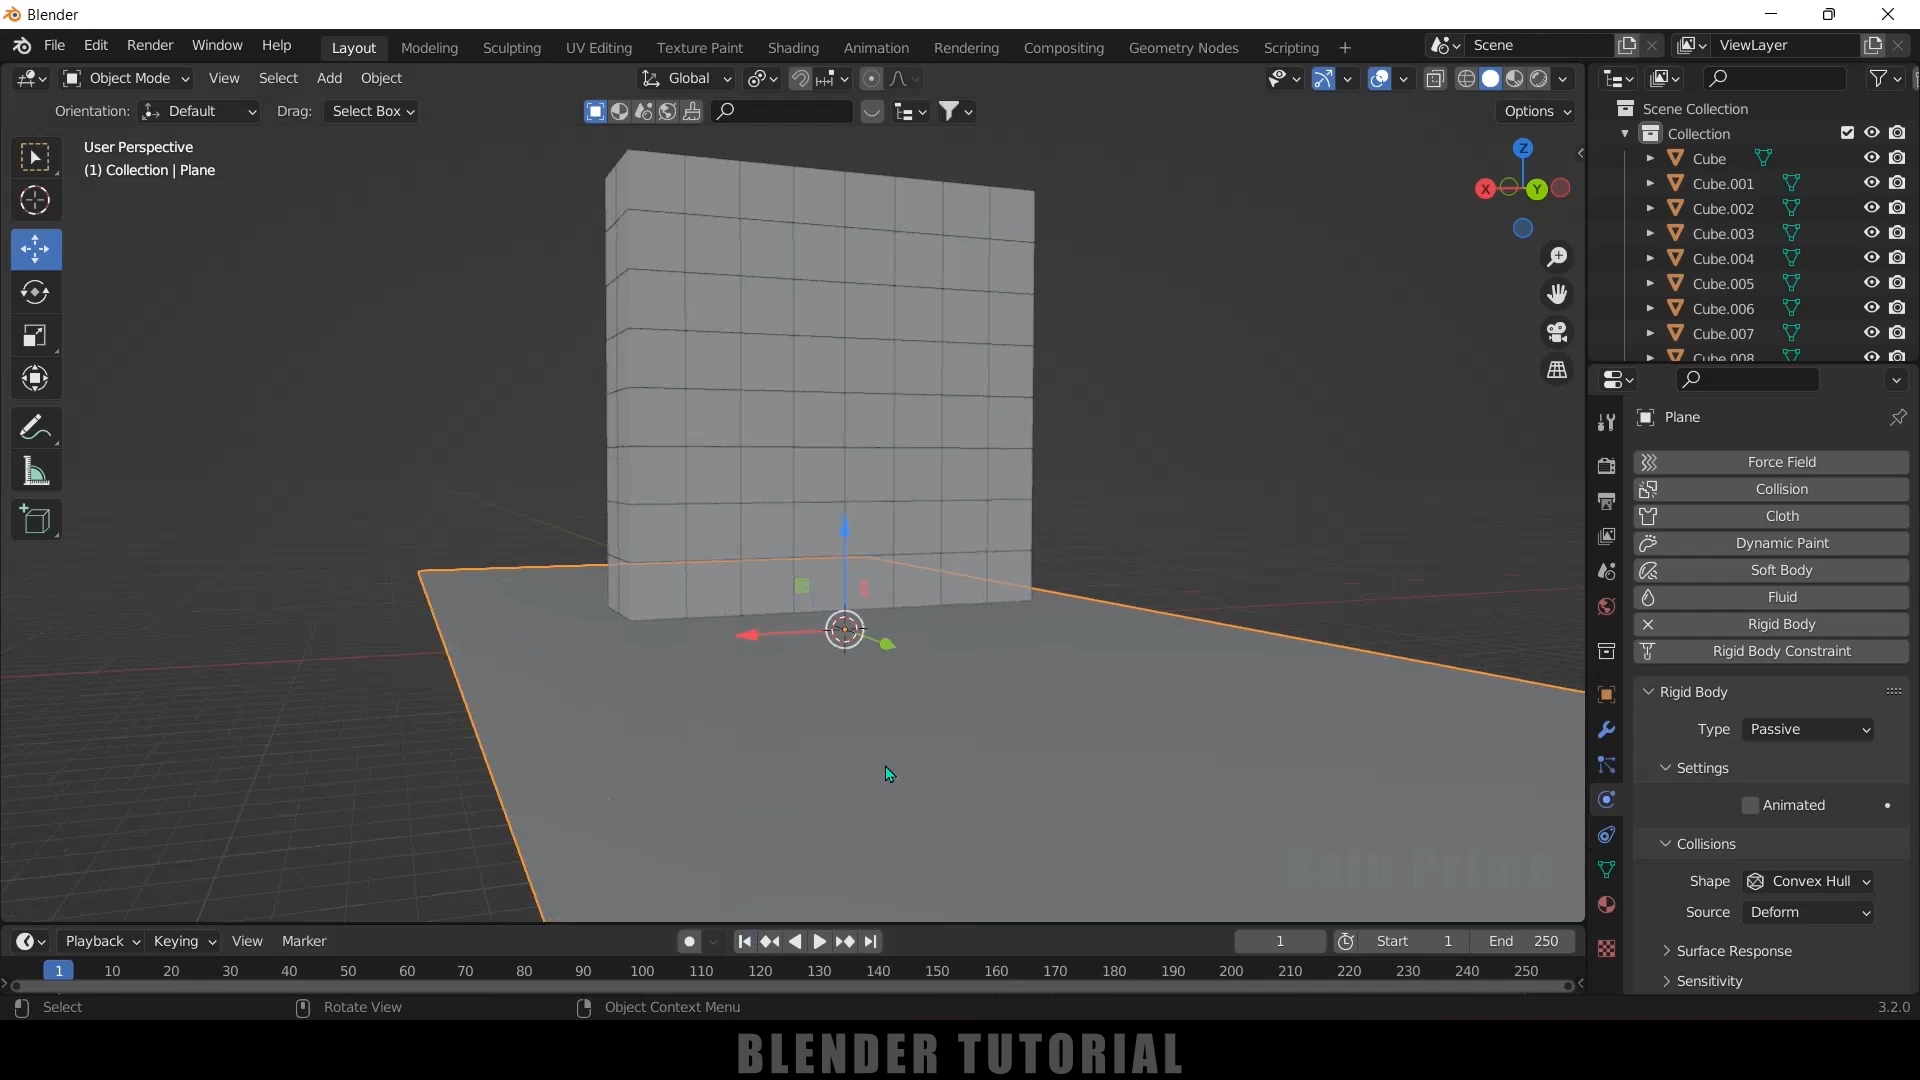 Blender
File Edit Render Window Help Layout Modeling Sculpting UV Editing Texture Paint Shading Animation Rendering Compositing Geometry Nodes Scripting + Scene ViewLayer
Object Mode View Select Add Object Global
Orientation: Default Drag: Select Box Options
User Perspective
(1) Collection | Plane
Z
X Y
Scene Collection
Collection
Cube
Cube.001
Cube.002
Cube.003
Cube.004
Cube.005
Cube.006
Cube.007
Cube.008
Plane
Force Field
Collision
Cloth
Dynamic Paint
Soft Body
Fluid
Rigid Body
Rigid Body Constraint
Rigid Body
Type Passive
Settings
Animated
Collisions
Shape Convex Hull
Source Deform
Surface Response
Sensitivity
Balu Prime
Playback Keying View Marker 1 Start 1 End 250
1 10 20 30 40 50 60 70 80 90 100 110 120 130 140 150 160 170 180 190 200 210 220 230 240 250
Select Rotate View Object Context Menu 3.2.0
BLENDER TUTORIAL